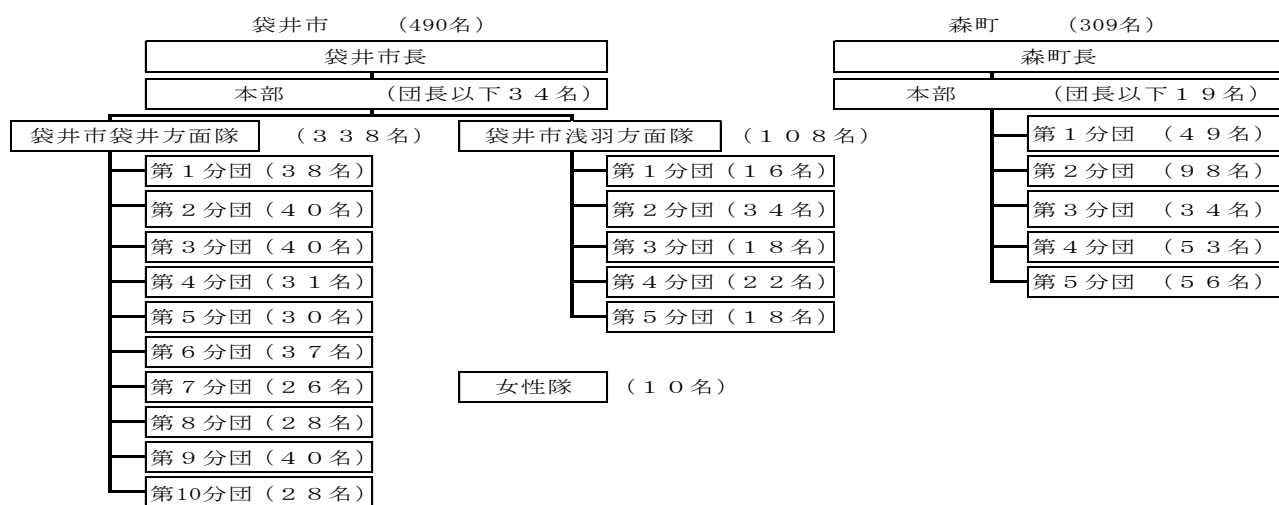 袋井市　(490名)　森町　(309名)
袋井市長　森町長
本部　(団長以下３４名)　本部　(団長以下１９名)
袋井市袋井方面隊　(３３８名)　袋井市浅羽方面隊　(１０８名)　第１分団　(４９名)
第１分団(３８名)　第１分団(１６名)　第２分団　(９８名)
第２分団(４０名)　第２分団(３４名)　第３分団　(３４名)
第３分団(４０名)　第３分団(１８名)　第４分団　(５３名)
第４分団(３１名)　第４分団(２２名)　第５分団　(５６名)
第５分団(３０名)　第５分団(１８名)
第６分団(３７名)
第７分団(２６名)　女性隊　(１０名)
第８分団(２８名)
第９分団(４０名)
第10分団(２８名)